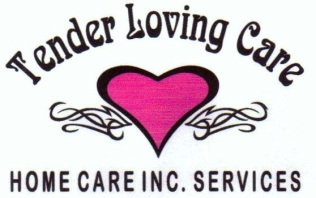 Tender Loving Care
HOME CARE INC. SERVICES